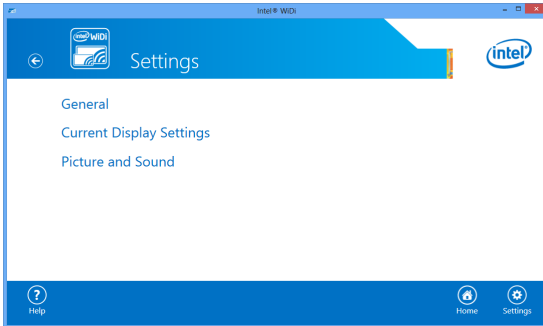 Intel® WiDi
intel WiDi
Settings
intel
General
Current Display Settings
Picture and Sound
?
Help
Home
Settings